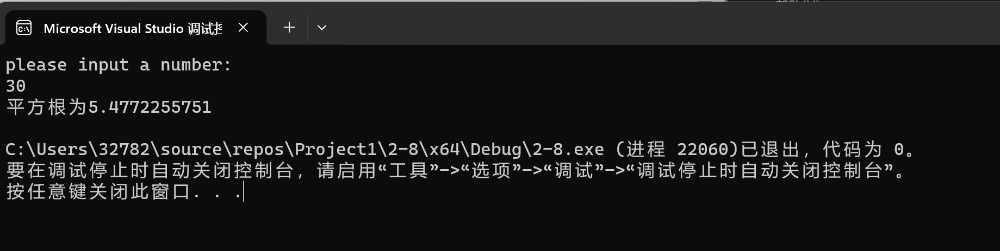 Microsoft Visual Studio 调试控
please input a number:
30
平方根为5.4772255751
C:\Users\32782\source\repos\Project1\2-8\x64\Debug\2-8.exe (进程 22060)已退出，代码为 0。
要在调试停止时自动关闭控制台，请启用“工具”->“选项”->“调试”->“调试停止时自动关闭控制台”。
按任意键关闭此窗口. . .